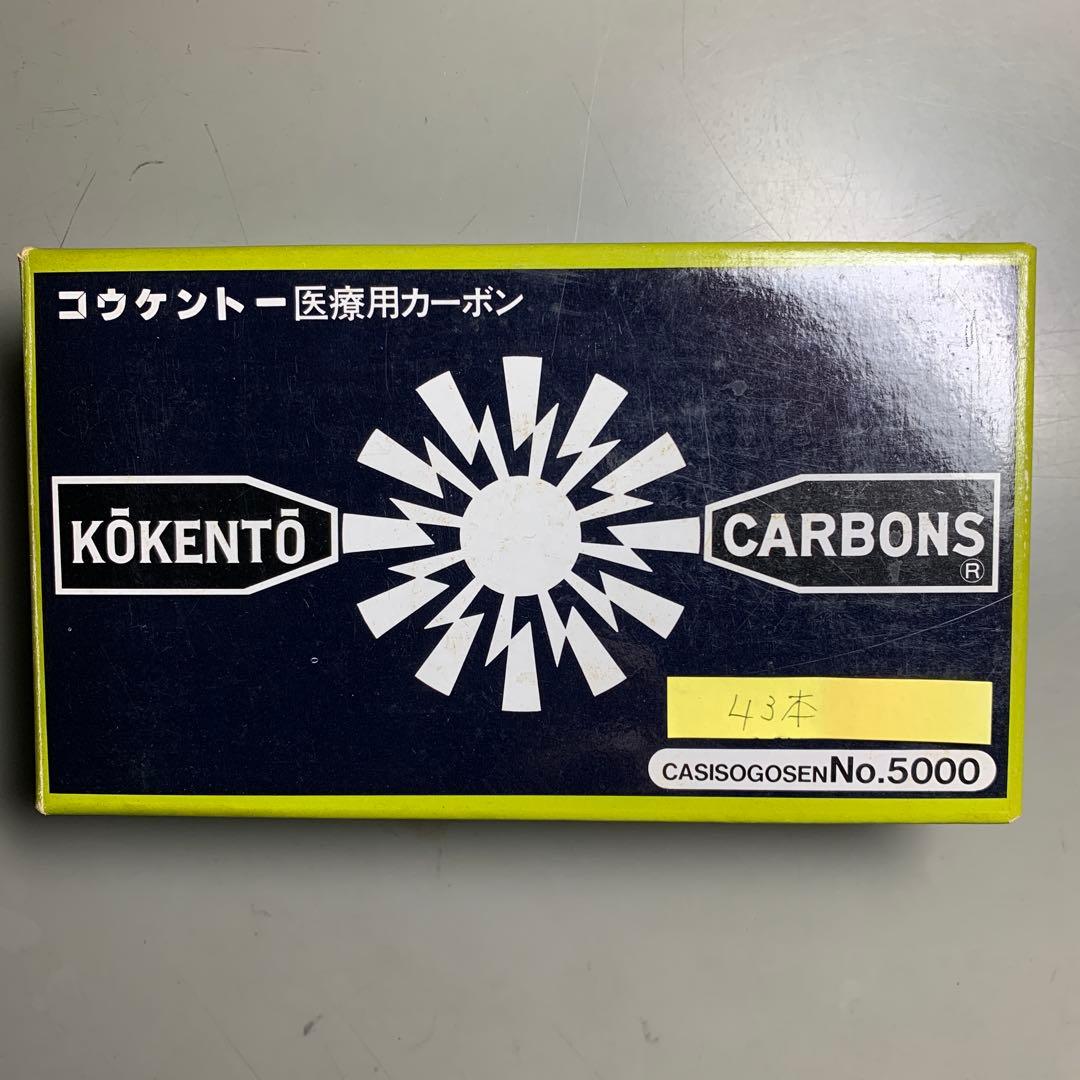 コウケントー医療用カーボン
KŌKENTŌ
CARBONS
®
43本
CASISOGOSEN No.5000